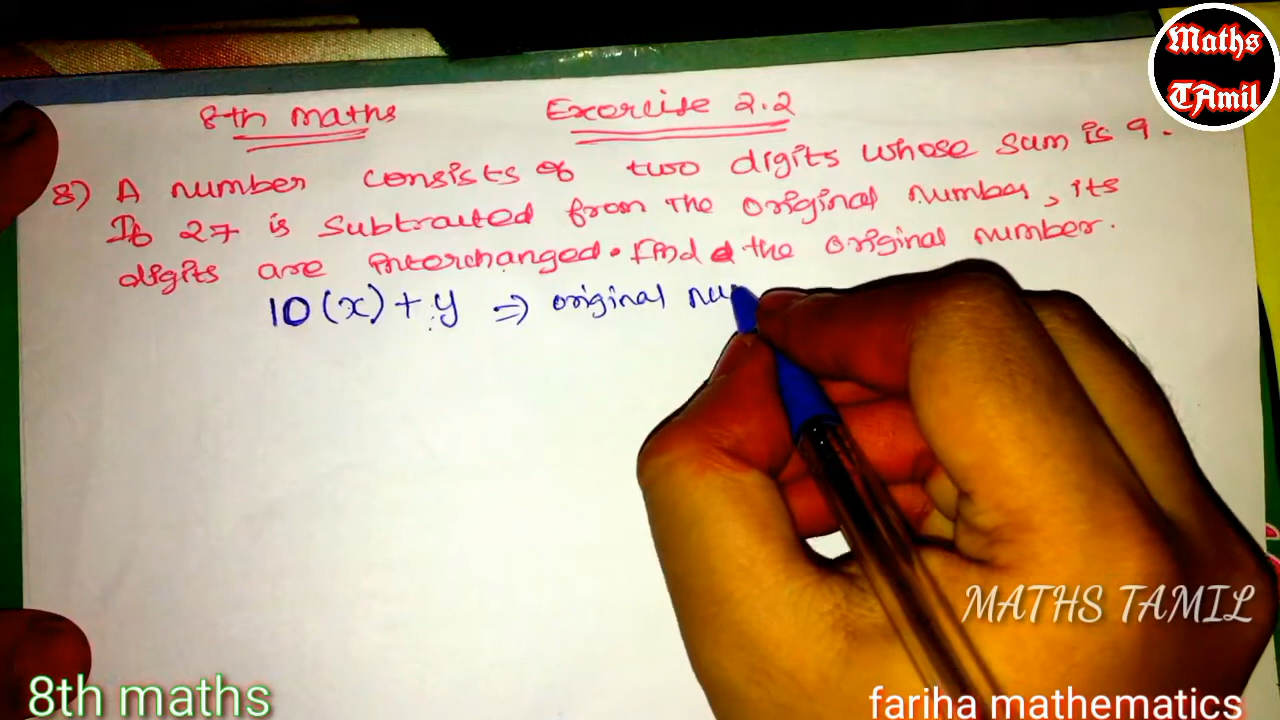 Maths
TAmil
8th maths Exercise 2.2
8) A number consists of two digits whose sum is 9.
If 27 is subtracted from the original number, its
digits are interchanged. Find the original number.
10(x) + y ⇒ original nu
MATHS TAMIL
8th maths
fariha mathematics